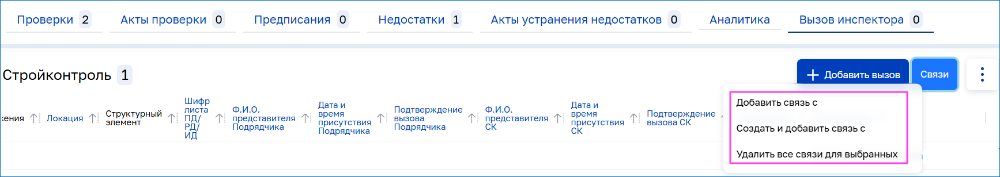 Проверки 2 Акты проверки 0 Предписания 0 Недостатки 1 Акты устранения недостатков 0 Аналитика Вызов инспектора 0
Стройконтроль 1
Добавить вызов
Связи
жения
Локация
Структурный
элемент
Шифр
листа
ПД/
РД/
ИД
Ф.И.О.
представителя
Подрядчика
Дата и
время
присутствия
Подрядчика
Подтверждение
вызова
Подрядчика
Ф.И.О.
представителя
СК
Дата и
время
присутствия
СК
Подтверждение
вызова СК
Добавить связь с
Создать и добавить связь с
Удалить все связи для выбранных